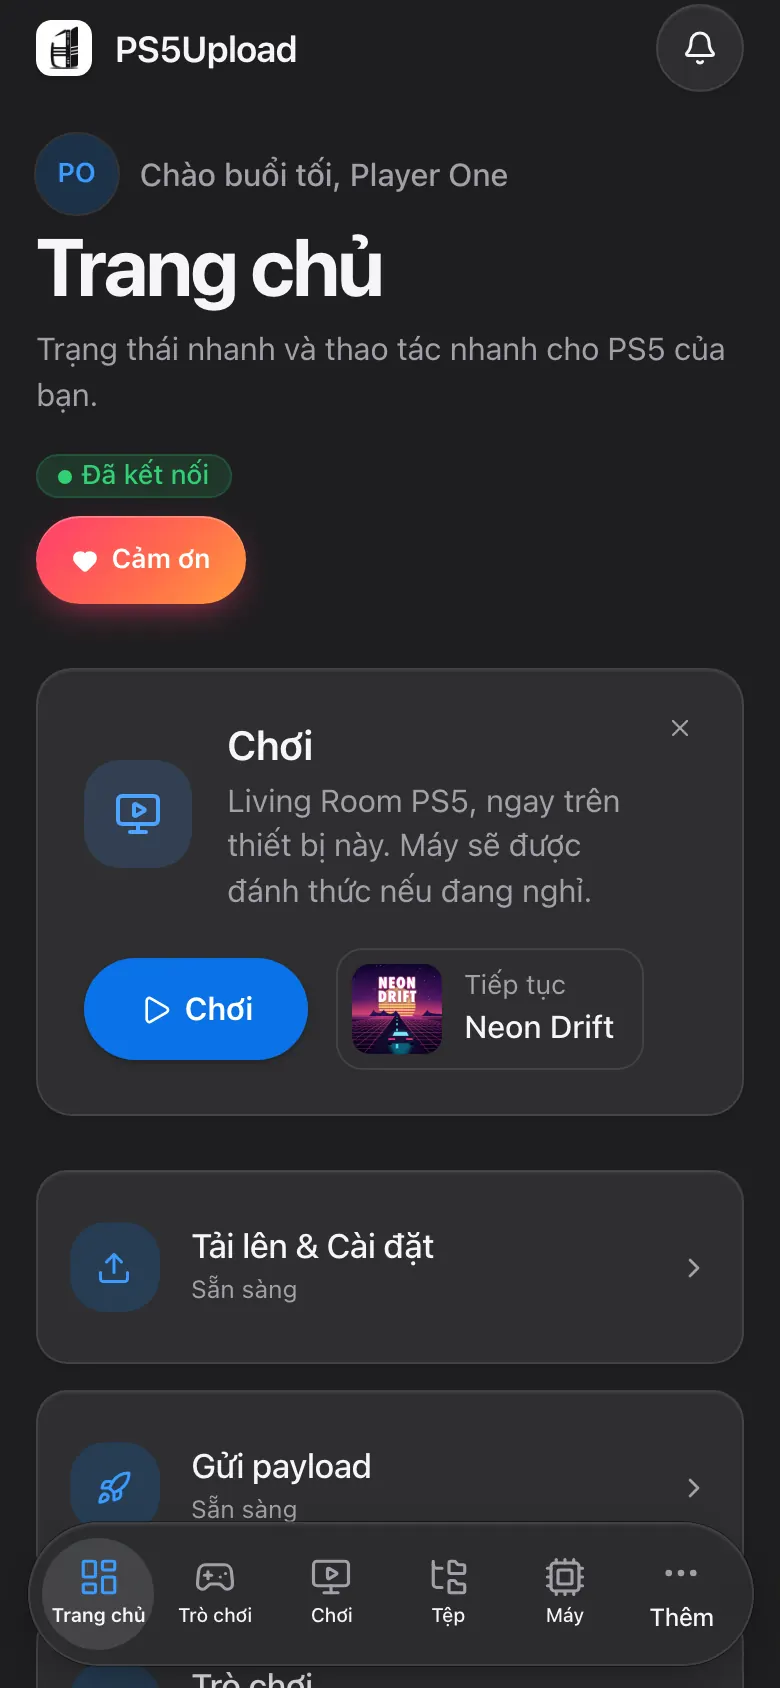 PS5Upload
PO
Chào buổi tối, Player One
Trang chủ
Trạng thái nhanh và thao tác nhanh cho PS5 của
bạn.
Đã kết nối
Cảm ơn
Chơi
Living Room PS5, ngay trên
thiết bị này. Máy sẽ được
đánh thức nếu đang nghỉ.
Chơi
NEON
DRIFT
Tiếp tục
Neon Drift
Tải lên & Cài đặt
Sẵn sàng
Gửi payload
Sẵn sàng
Trang chủ
Trò chơi
Chơi
Tệp
Máy
Thêm
Trò chơi